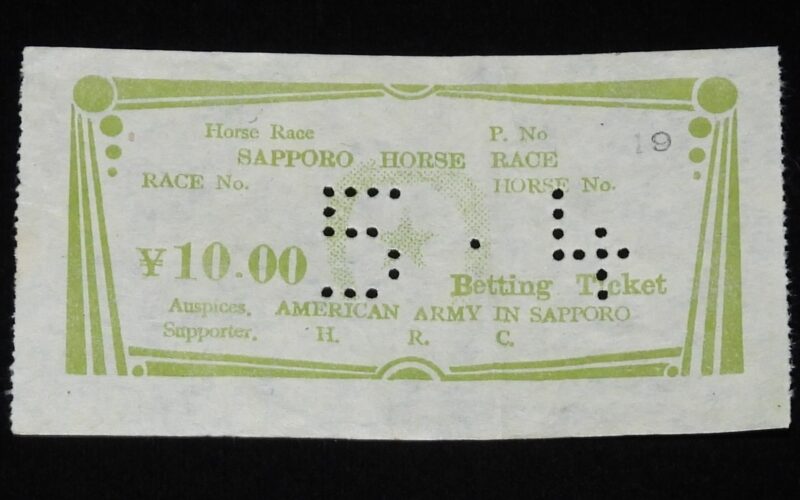 Horse Race P. No 19
SAPPORO HORSE RACE
RACE No. HORSE No.
5 . 4
¥10.00
Betting Ticket
Auspices. AMERICAN ARMY IN SAPPORO
Supporter. H. R. C.